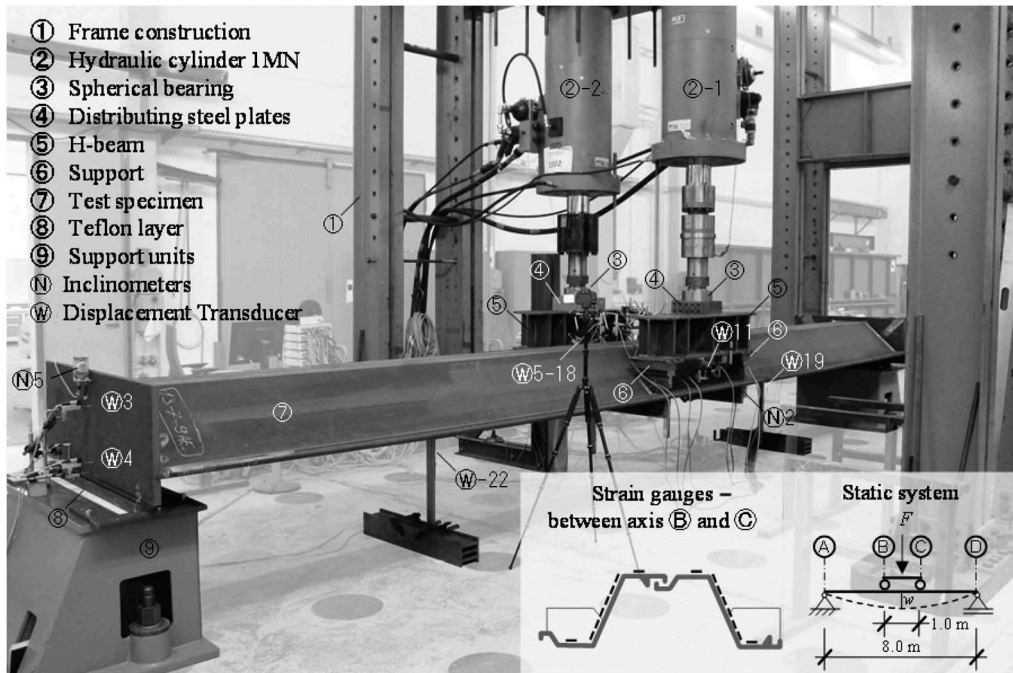 ① Frame construction
② Hydraulic cylinder 1MN
③ Spherical bearing
④ Distributing steel plates
⑤ H-beam
⑥ Support
⑦ Test specimen
⑧ Teflon layer
⑨ Support units
Ⓝ Inclinometers
Ⓦ Displacement Transducer
②-2
②-1
①
④
③
④
③
⑤
⑤
Ⓦ11
⑥
Ⓝ5
Ⓦ5-18
Ⓦ19
Ⓦ3
⑥
⑦
Ⓝ2
Ⓦ4
Ⓦ-22
⑧
⑨
Strain gauges –
between axis Ⓑ and Ⓒ
Static system
F
Ⓐ
Ⓑ
Ⓒ
Ⓓ
w
1.0 m
8.0 m